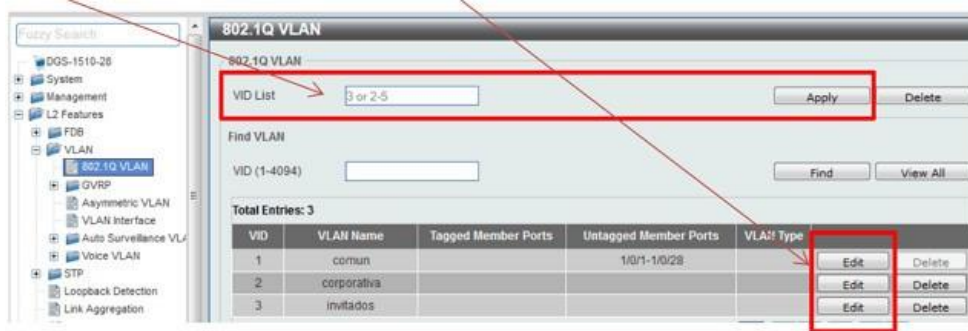 Fuzzy Search
DGS-1510-28
System
Management
L2 Features
FDB
VLAN
802.1Q VLAN
GVRP
Asymmetric VLAN
VLAN Interface
Auto Surveillance VLA
Voice VLAN
STP
Loopback Detection
Link Aggregation
802.1Q VLAN
802.1Q VLAN
VID List 3 or 2-5 Apply Delete
Find VLAN
VID (1-4094) Find View All
Total Entries: 3
VID VLAN Name Tagged Member Ports Untagged Member Ports VLAN Type
1 comun 1/0/1-1/0/28 Edit Delete
2 corporativa Edit Delete
3 invitados Edit Delete